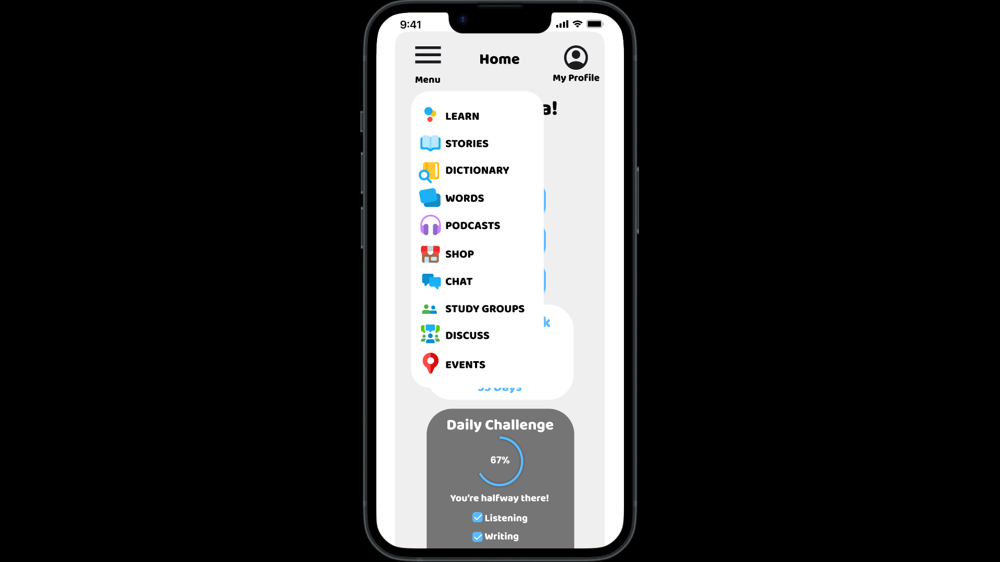 9:41
Home
Menu
My Profile
a!
LEARN
STORIES
DICTIONARY
WORDS
PODCASTS
SHOP
CHAT
STUDY GROUPS
k
DISCUSS
EVENTS
Days
Daily Challenge
67%
You're halfway there!
Listening
Writing